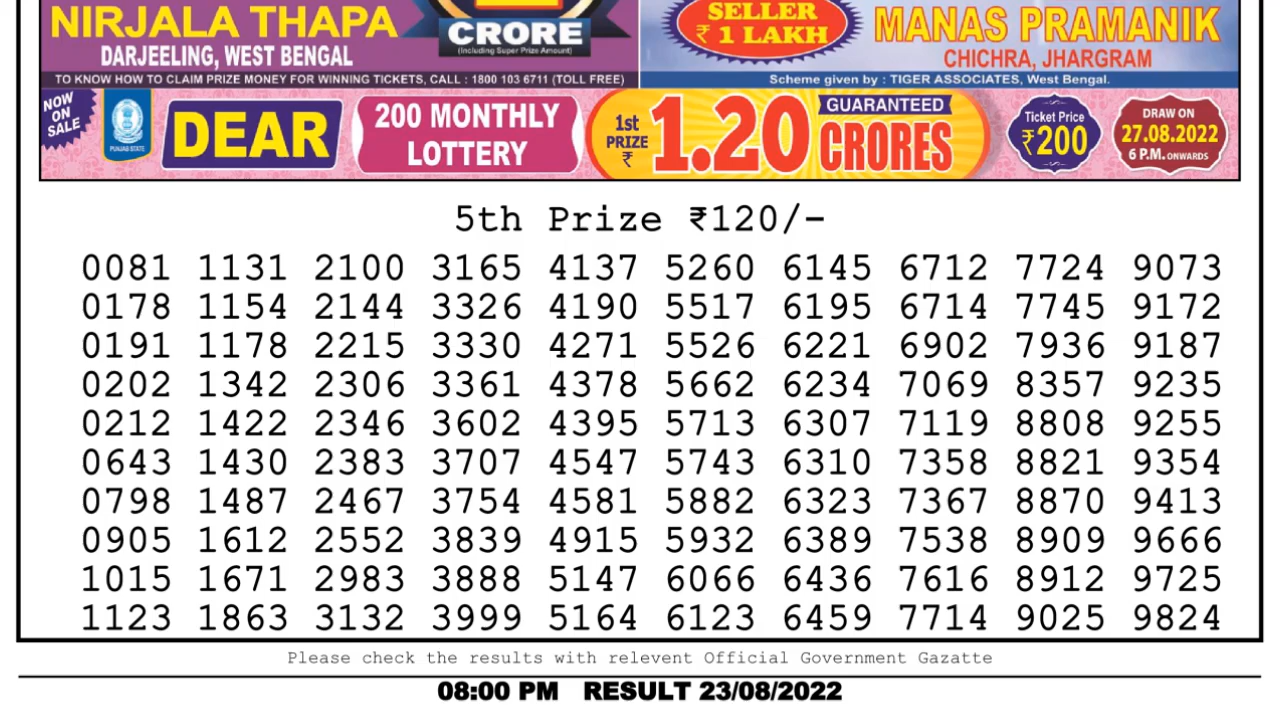 NIRJALA THAPA
DARJEELING, WEST BENGAL
CRORE
(Including Super Prize Amount)
SELLER
₹ 1 LAKH
MANAS PRAMANIK
CHICHRA, JHARGRAM
TO KNOW HOW TO CLAIM PRIZE MONEY FOR WINNING TICKETS, CALL : 1800 103 6711 (TOLL FREE)
Scheme given by : TIGER ASSOCIATES, West Bengal.
NOW
ON
SALE
PUNJAB STATE
DEAR
200 MONTHLY
LOTTERY
1st
PRIZE
₹
1.20
GUARANTEED
CRORES
Ticket Price
₹200
DRAW ON
27.08.2022
6 P.M. ONWARDS
5th Prize ₹120/-
0081 1131 2100 3165 4137 5260 6145 6712 7724 9073
0178 1154 2144 3326 4190 5517 6195 6714 7745 9172
0191 1178 2215 3330 4271 5526 6221 6902 7936 9187
0202 1342 2306 3361 4378 5662 6234 7069 8357 9235
0212 1422 2346 3602 4395 5713 6307 7119 8808 9255
0643 1430 2383 3707 4547 5743 6310 7358 8821 9354
0798 1487 2467 3754 4581 5882 6323 7367 8870 9413
0905 1612 2552 3839 4915 5932 6389 7538 8909 9666
1015 1671 2983 3888 5147 6066 6436 7616 8912 9725
1123 1863 3132 3999 5164 6123 6459 7714 9025 9824
Please check the results with relevent Official Government Gazatte
08:00 PM RESULT 23/08/2022